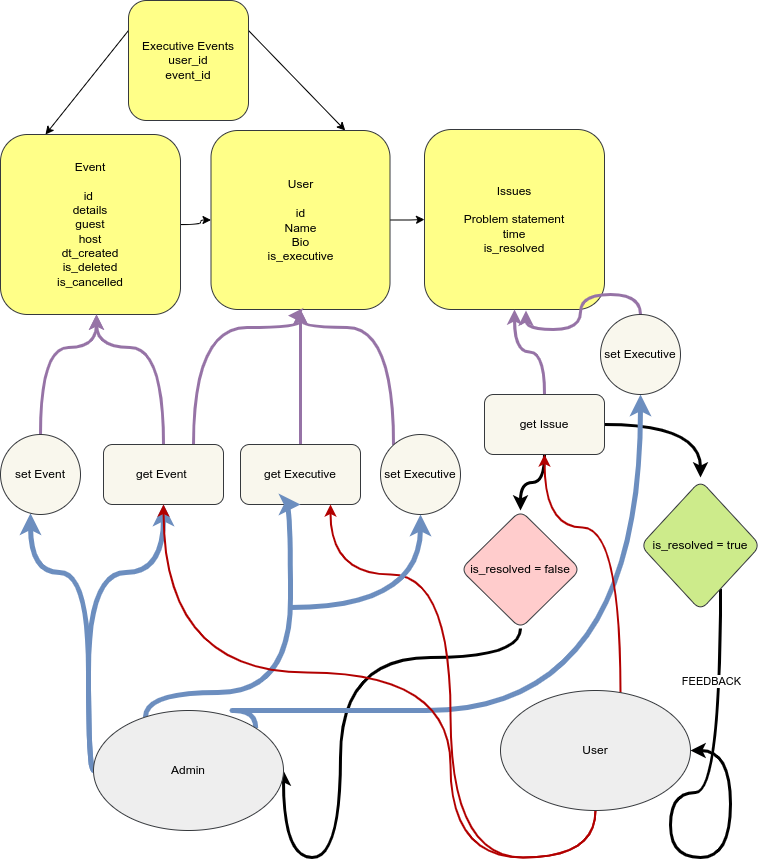 Executive Events
user_id
event_id
Event
id
details
guest
host
dt_created
is_deleted
is_cancelled
User
id
Name
Bio
is_executive
Issues
Problem statement
time
is_resolved
set Executive
get Issue
set Event
get Event
get Executive
set Executive
is_resolved = false
is_resolved = true
FEEDBACK
Admin
User